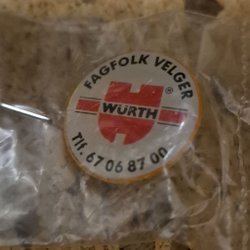 FAGFOLK VELGER
WÜRTH ®
Tlf. 67 06 87 00